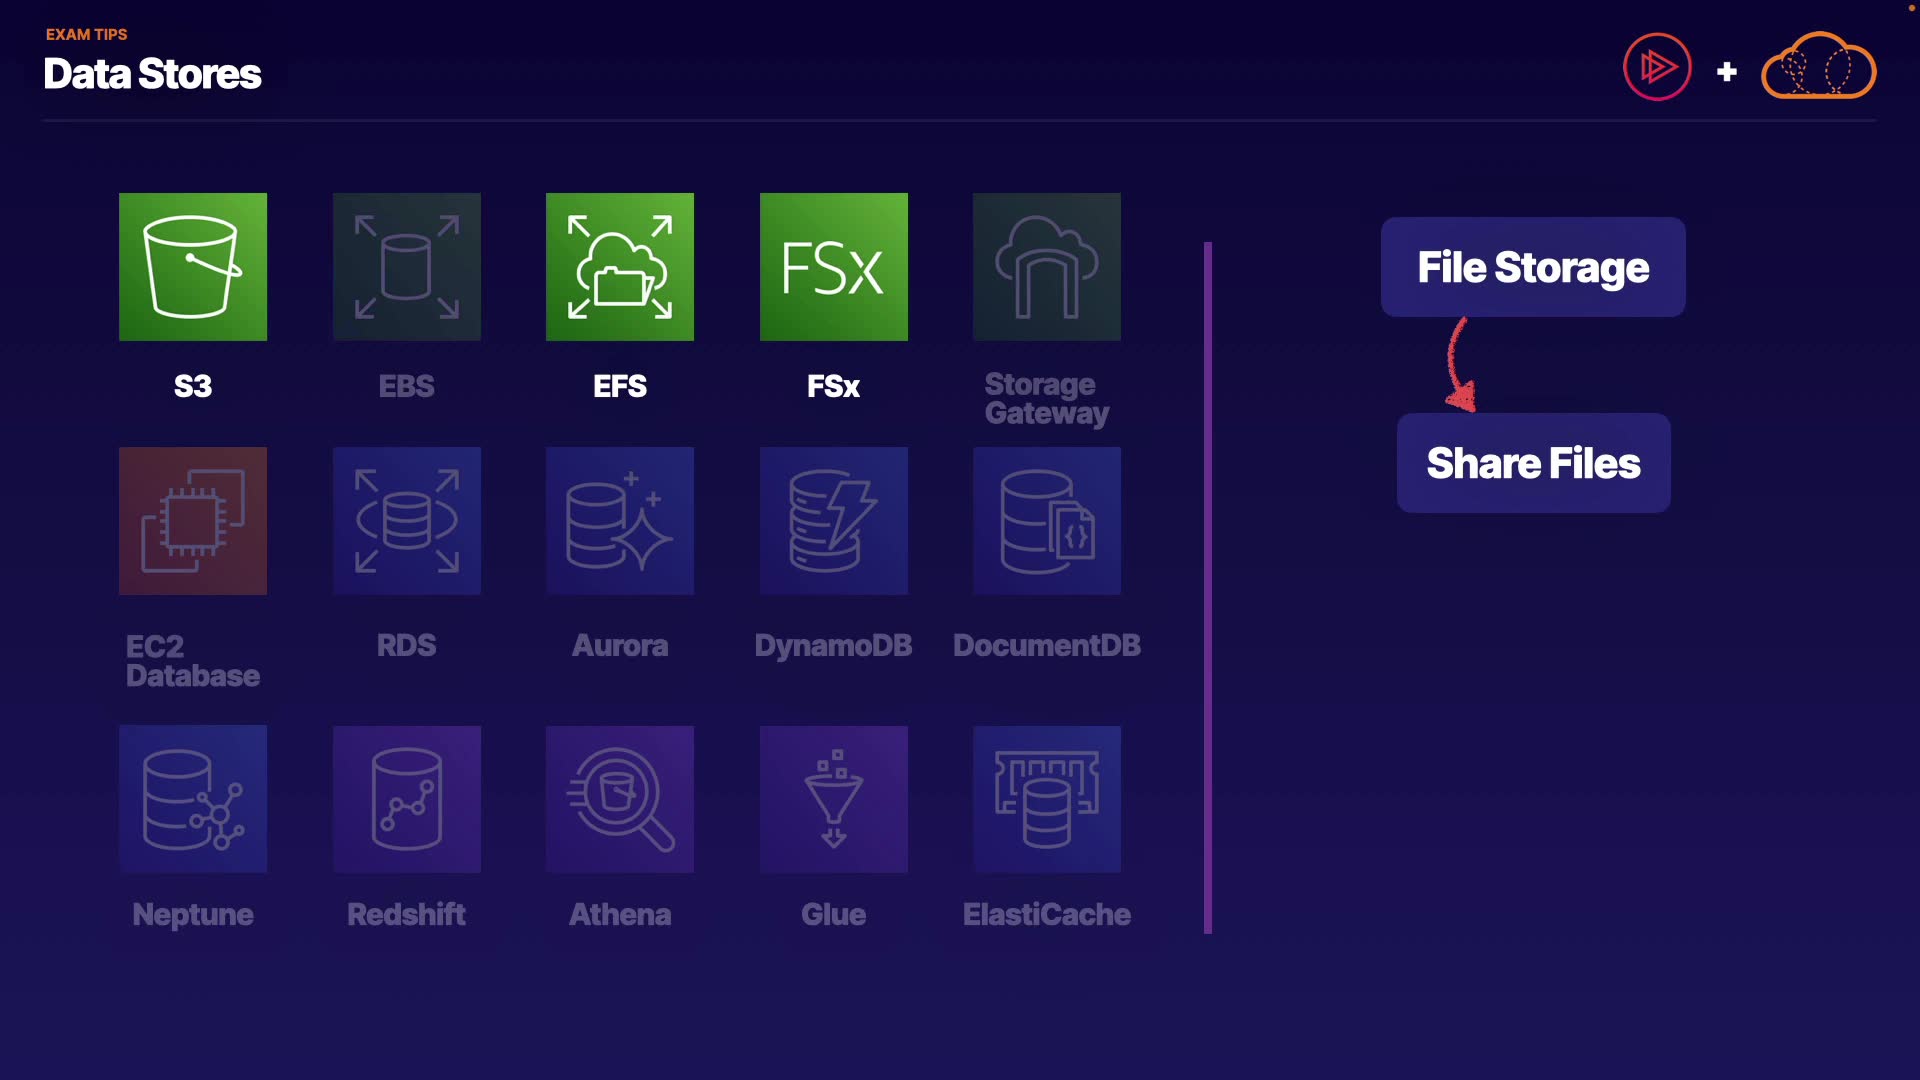 EXAM TIPS
Data Stores
+
FSx
S3
EBS
EFS
FSx
Storage
Gateway
EC2
Database
RDS
Aurora
DynamoDB
DocumentDB
Neptune
Redshift
Athena
Glue
ElastiCache
File Storage
Share Files